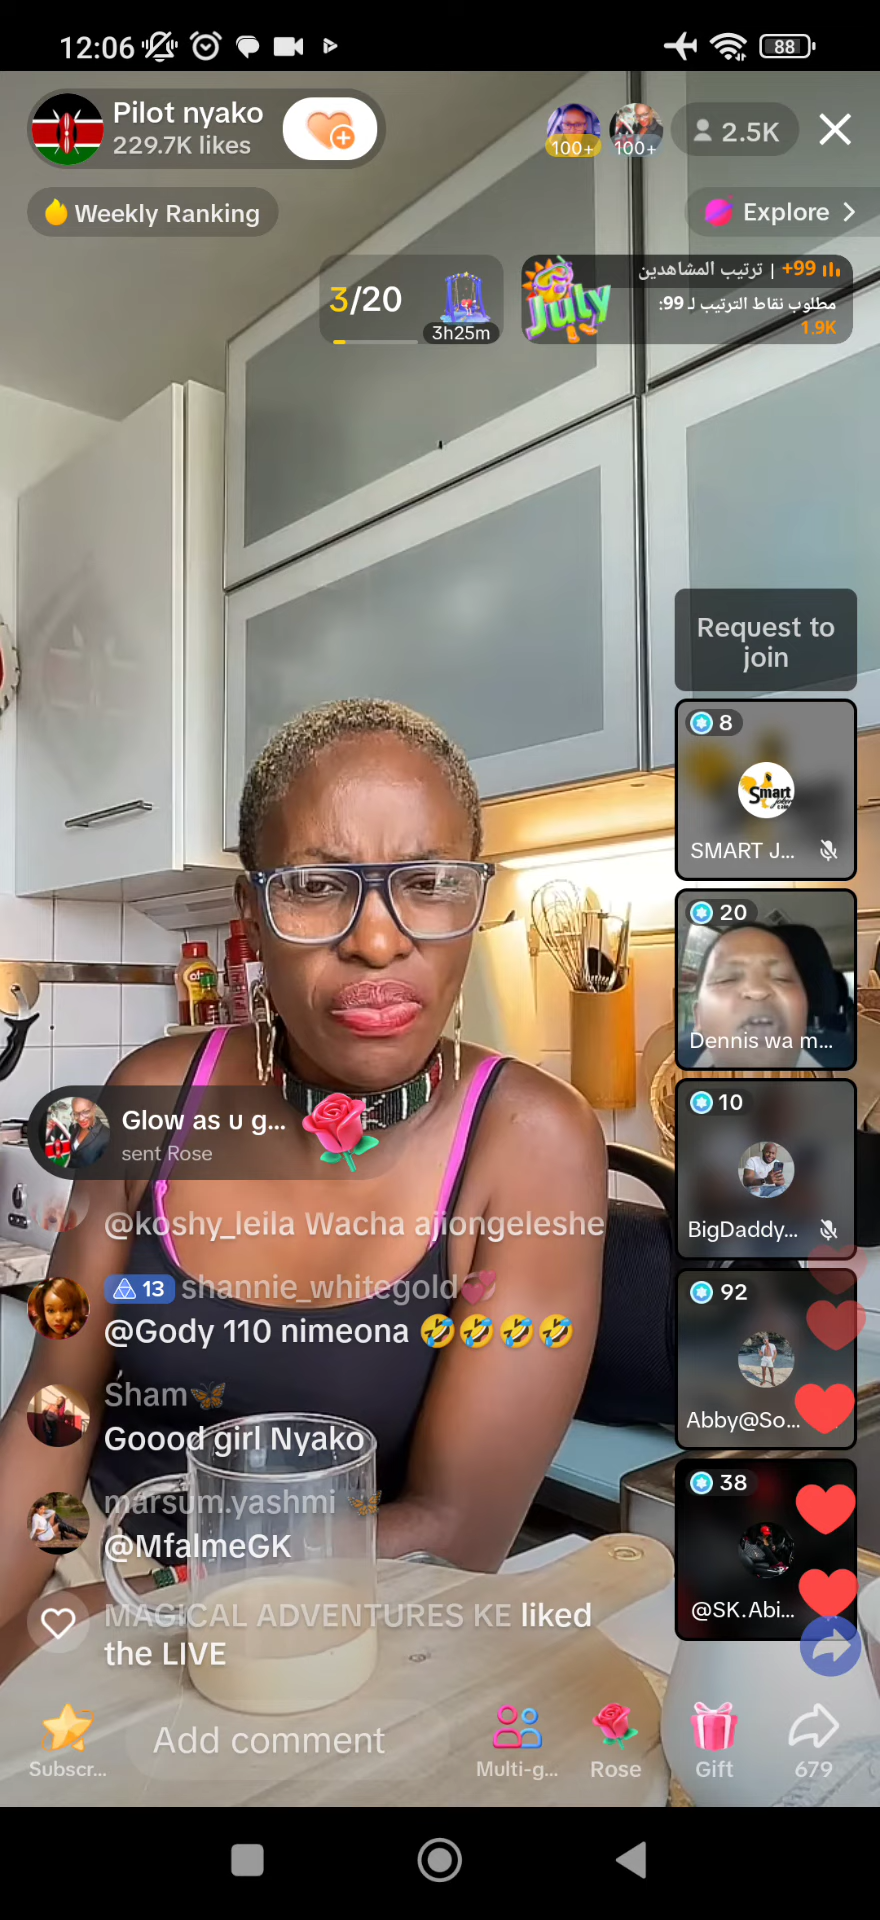 12:06
88
Pilot nyako
229.7K likes
100+
100+
2.5K
Weekly Ranking
Explore
3/20
3h25m
July
ترتيب المشاهدين | 99+
مطلوب نقاط الترتيب لـ 99:
1.9K
Request to
join
8
Smart
SMART J...
20
Dennis wa m...
10
BigDaddy...
92
Abby@So...
38
@SK.Abi...
Glow as u g...
sent Rose
@koshy_leila Wacha ajiongeleshe
13 shannie_whitegold💕
@Gody 110 nimeona 🤣🤣🤣🤣
Sham🦋
Goood girl Nyako
marsum.yashmi 🦋
@MfalmeGK
MAGICAL ADVENTURES KE liked
the LIVE
Subscr...
Add comment
Multi-g...
Rose
Gift
679